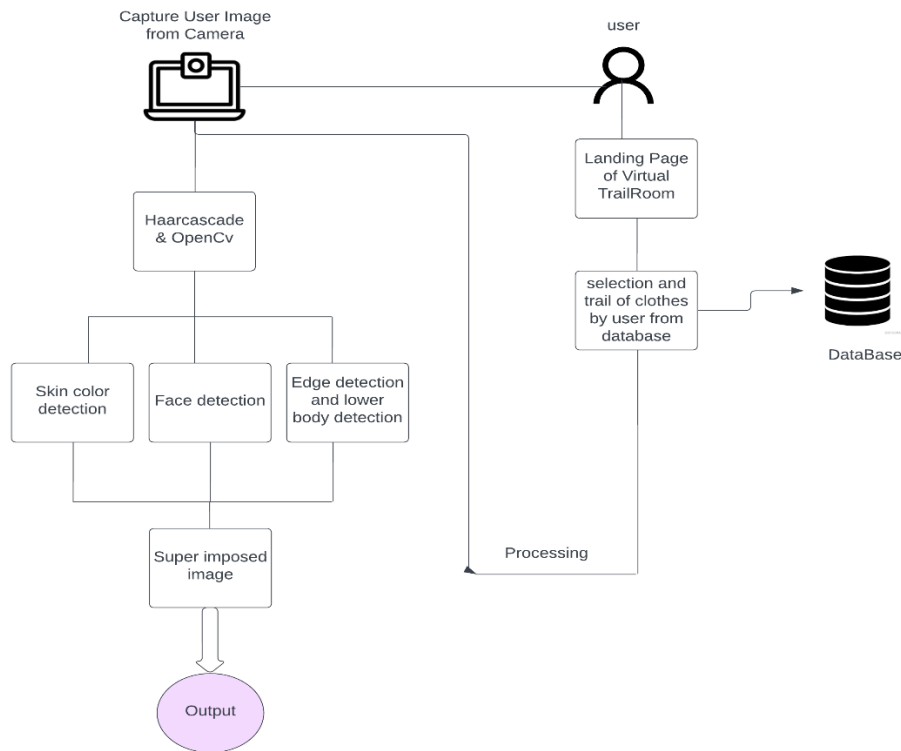 Capture User Image
from Camera
user
Landing Page
of Virtual
TrailRoom
Haarcascade
& OpenCv
selection and
trail of clothes
by user from
database
DataBase
Skin color
detection
Face detection
Edge detection
and lower
body detection
Processing
Super imposed
image
Output